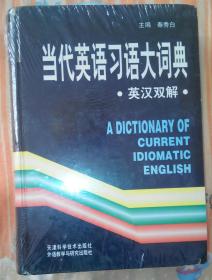 主编 秦秀白
当代英语习语大词典
·英汉双解·
A DICTIONARY OF
CURRENT
IDIOMATIC
ENGLISH
天津科学技术出版社
外语教学与研究出版社